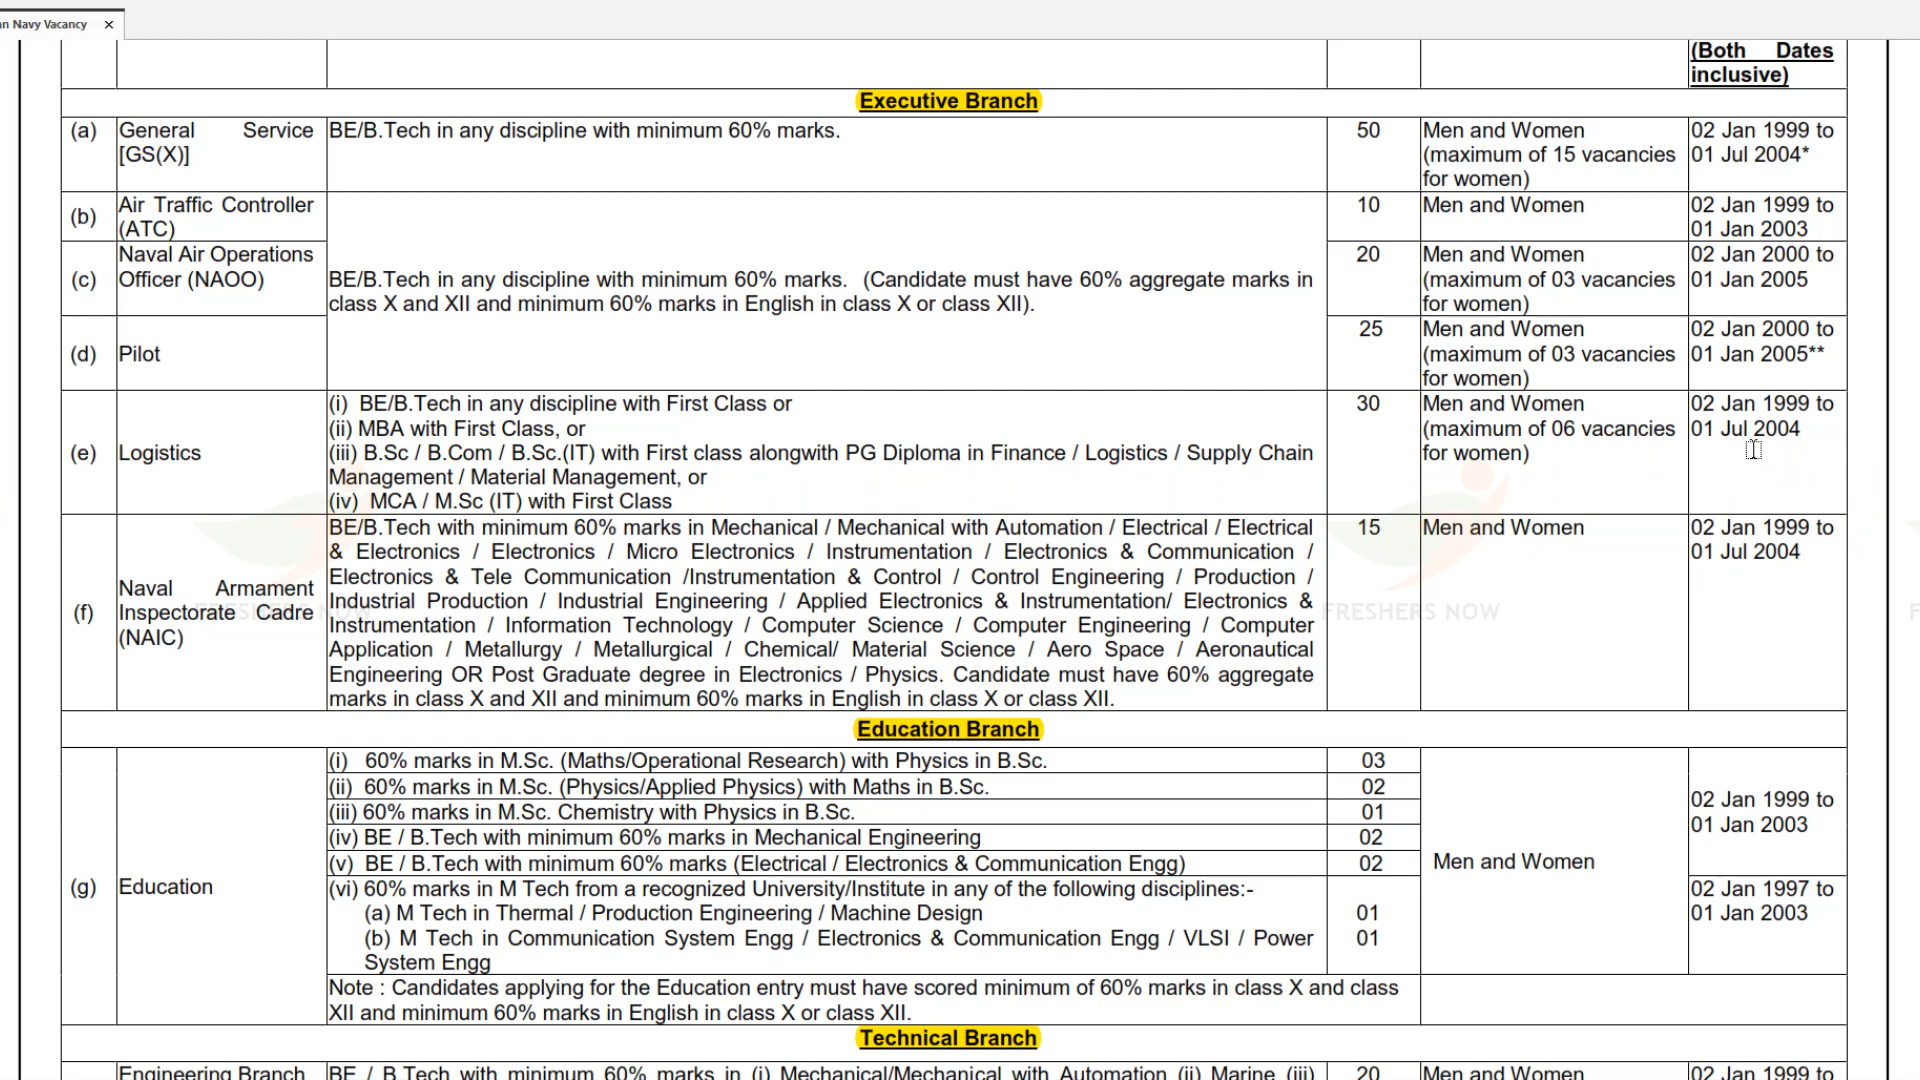 an Navy Vacancy ×
(Both Dates
inclusive)
Executive Branch
(a) General Service
[GS(X)]
BE/B.Tech in any discipline with minimum 60% marks.
50
Men and Women
(maximum of 15 vacancies
for women)
02 Jan 1999 to
01 Jul 2004*
(b) Air Traffic Controller
(ATC)
10
Men and Women
02 Jan 1999 to
01 Jan 2003
(c) Naval Air Operations
Officer (NAOO)
BE/B.Tech in any discipline with minimum 60% marks. (Candidate must have 60% aggregate marks in
class X and XII and minimum 60% marks in English in class X or class XII).
20
Men and Women
(maximum of 03 vacancies
for women)
02 Jan 2000 to
01 Jan 2005
(d) Pilot
25
Men and Women
(maximum of 03 vacancies
for women)
02 Jan 2000 to
01 Jan 2005**
(e) Logistics
(i) BE/B.Tech in any discipline with First Class or
(ii) MBA with First Class, or
(iii) B.Sc / B.Com / B.Sc.(IT) with First class alongwith PG Diploma in Finance / Logistics / Supply Chain
Management / Material Management, or
(iv) MCA / M.Sc (IT) with First Class
30
Men and Women
(maximum of 06 vacancies
for women)
02 Jan 1999 to
01 Jul 2004
(f) Naval Armament
Inspectorate Cadre
(NAIC)
BE/B.Tech with minimum 60% marks in Mechanical / Mechanical with Automation / Electrical / Electrical
& Electronics / Electronics / Micro Electronics / Instrumentation / Electronics & Communication /
Electronics & Tele Communication /Instrumentation & Control / Control Engineering / Production /
Industrial Production / Industrial Engineering / Applied Electronics & Instrumentation/ Electronics &
Instrumentation / Information Technology / Computer Science / Computer Engineering / Computer
Application / Metallurgy / Metallurgical / Chemical/ Material Science / Aero Space / Aeronautical
Engineering OR Post Graduate degree in Electronics / Physics. Candidate must have 60% aggregate
marks in class X and XII and minimum 60% marks in English in class X or class XII.
15
Men and Women
02 Jan 1999 to
01 Jul 2004
FRESHERS NOW
FRESHERS NOW
Education Branch
(g) Education
(i) 60% marks in M.Sc. (Maths/Operational Research) with Physics in B.Sc. 03
(ii) 60% marks in M.Sc. (Physics/Applied Physics) with Maths in B.Sc. 02
(iii) 60% marks in M.Sc. Chemistry with Physics in B.Sc. 01
(iv) BE / B.Tech with minimum 60% marks in Mechanical Engineering 02
(v) BE / B.Tech with minimum 60% marks (Electrical / Electronics & Communication Engg) 02
(vi) 60% marks in M Tech from a recognized University/Institute in any of the following disciplines:-
(a) M Tech in Thermal / Production Engineering / Machine Design 01
(b) M Tech in Communication System Engg / Electronics & Communication Engg / VLSI / Power 01
System Engg
Men and Women
02 Jan 1999 to
01 Jan 2003
02 Jan 1997 to
01 Jan 2003
Note : Candidates applying for the Education entry must have scored minimum of 60% marks in class X and class
XII and minimum 60% marks in English in class X or class XII.
Technical Branch
Engineering Branch
BE / B.Tech with minimum 60% marks in (i) Mechanical/Mechanical with Automation (ii) Marine (iii)
20
Men and Women
02 Jan 1999 to